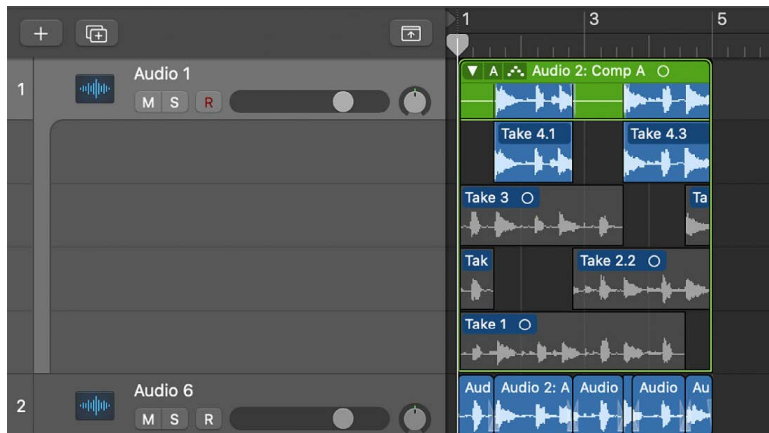 1 3 5
1 Audio 1
M S R
A Audio 2: Comp A
Take 4.1 Take 4.3
Take 3 Ta
Tak Take 2.2
Take 1
2 Audio 6
M S R
Aud Audio 2: A Audio Audio Au